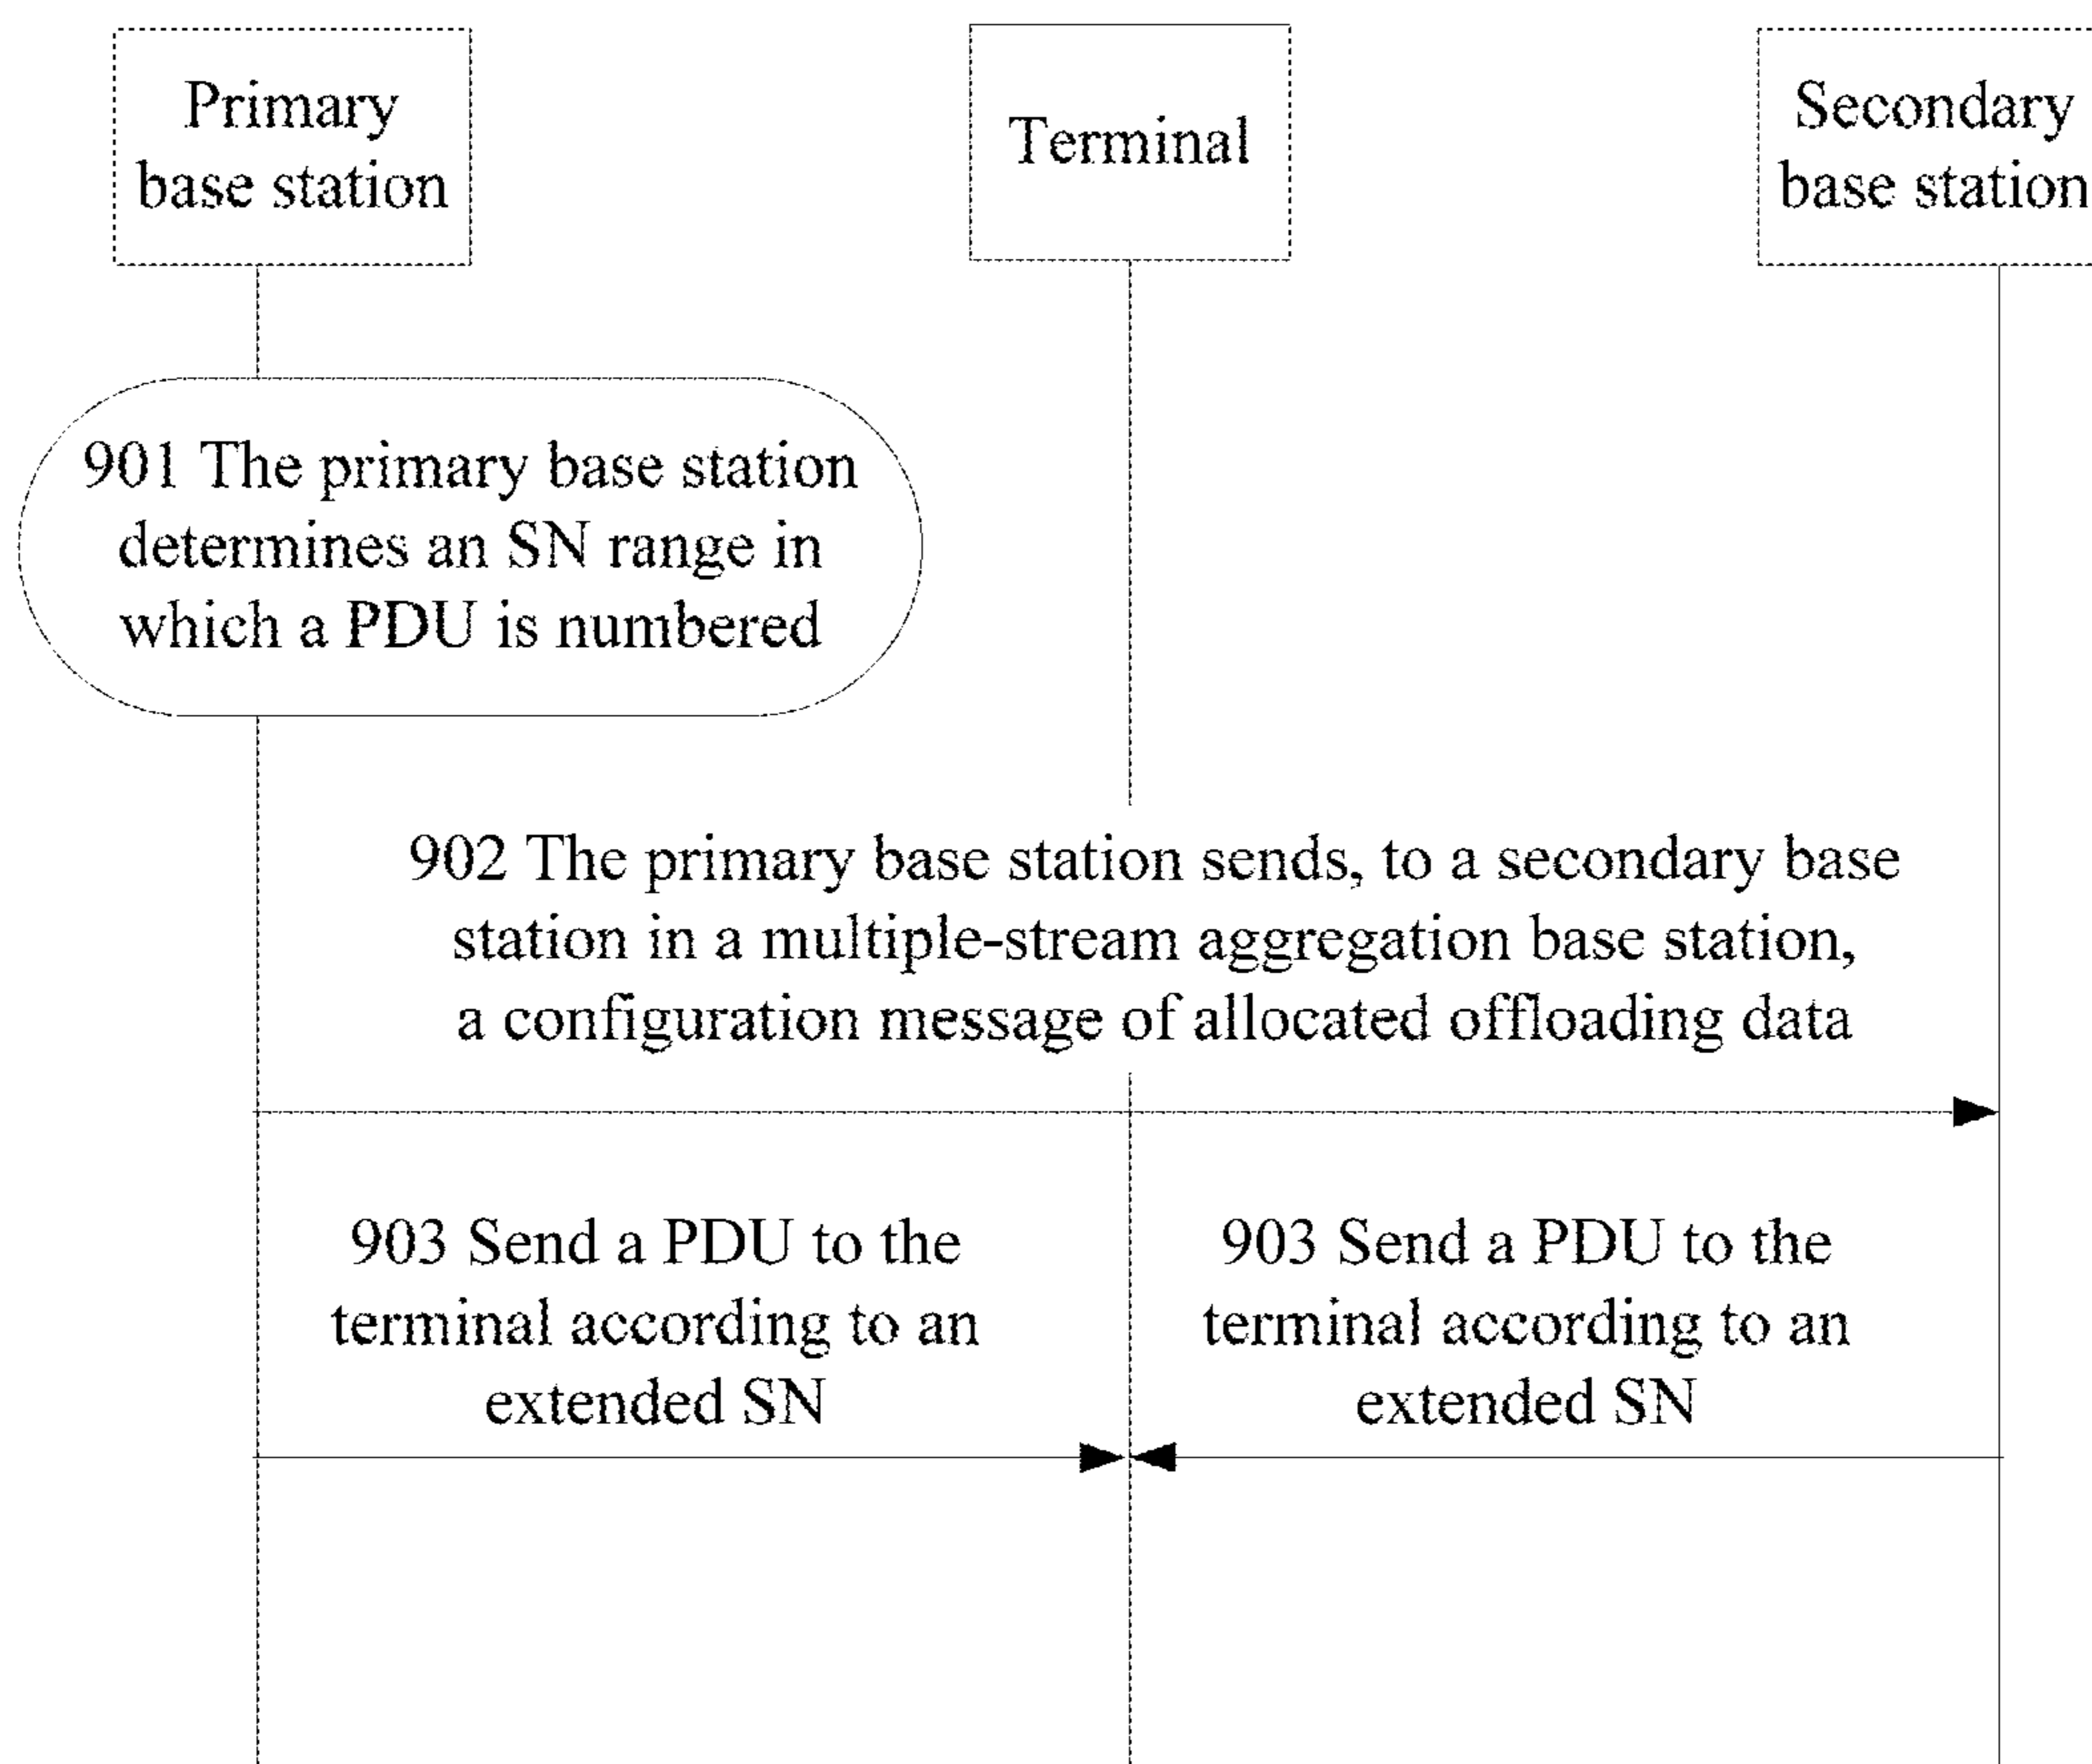 Primary
base station
Terminal
Secondary
base station
901 The primary base station
determines an SN range in
which a PDU is numbered
902 The primary base station sends, to a secondary base
station in a multiple-stream aggregation base station,
a configuration message of allocated offloading data
903 Send a PDU to the
terminal according to an
extended SN
903 Send a PDU to the
terminal according to an
extended SN